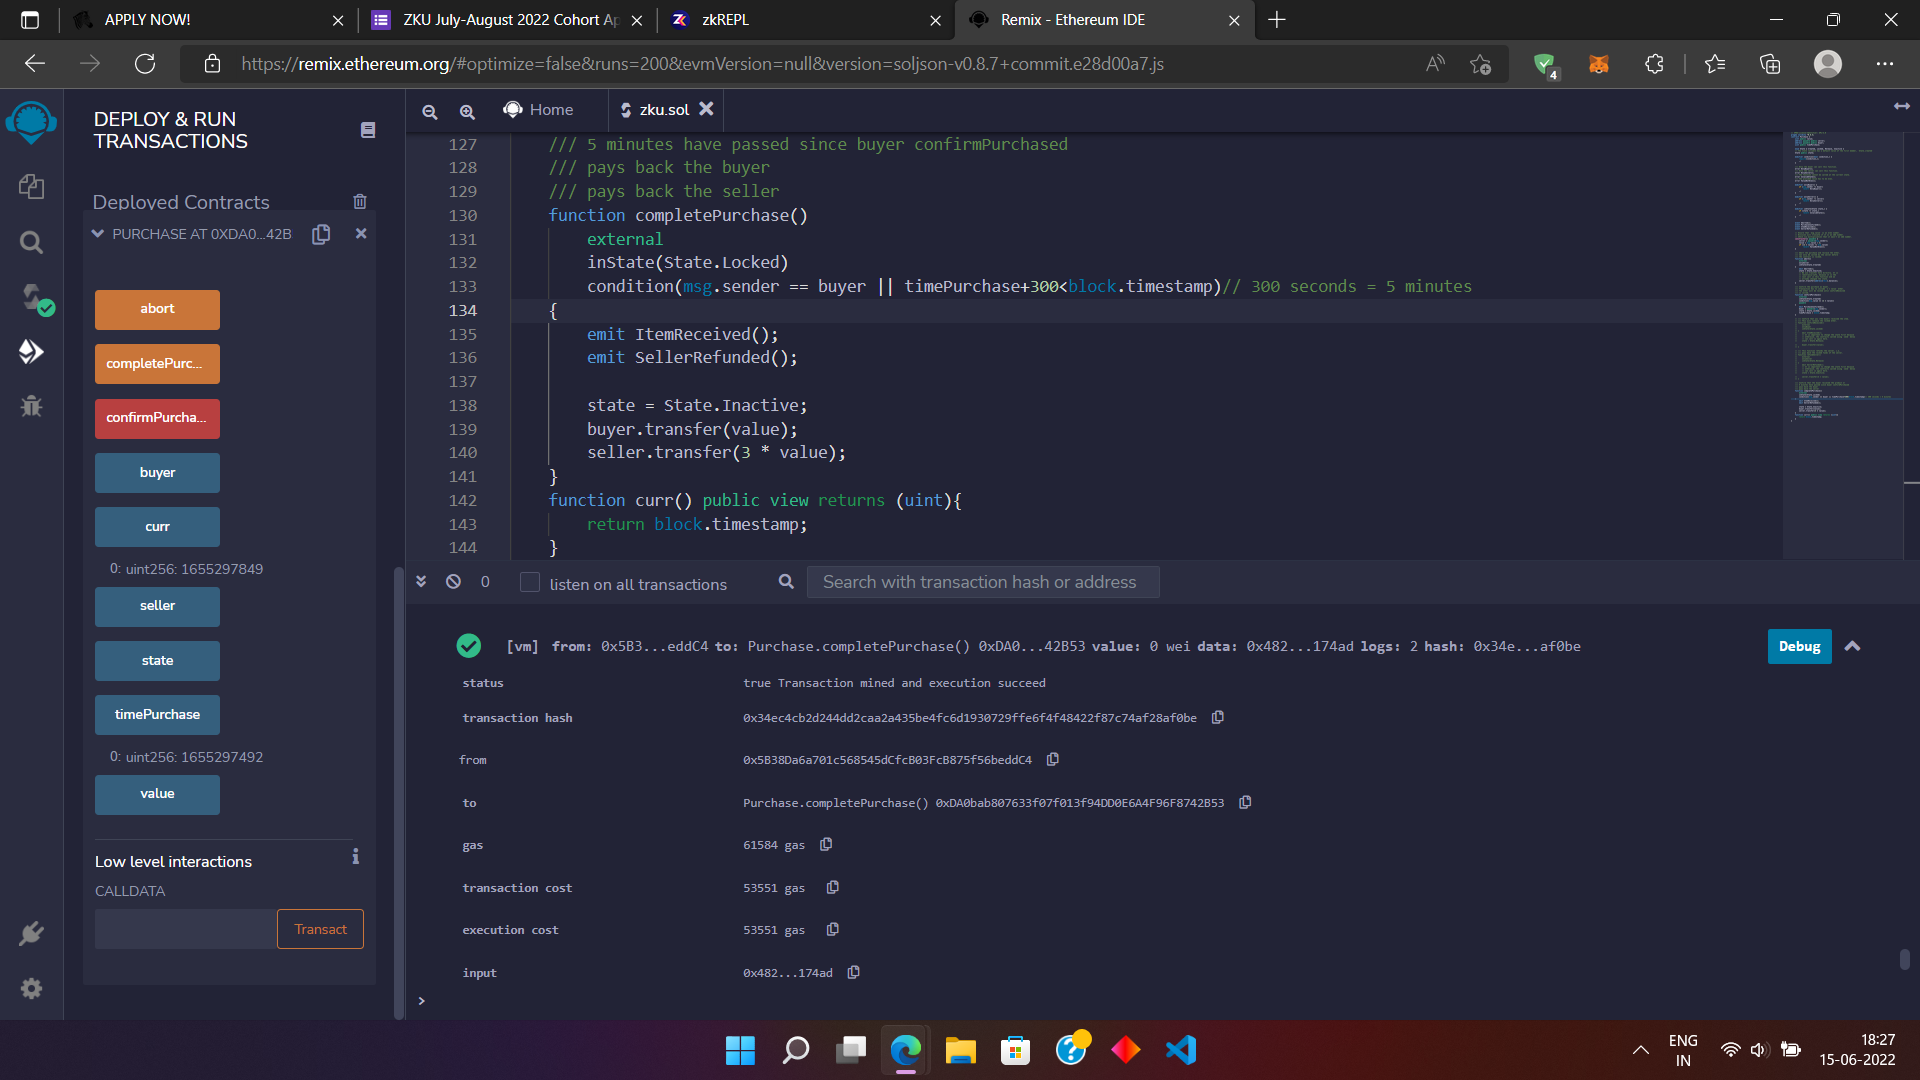 APPLY NOW!
ZKU July-August 2022 Cohort Ap
zkREPL
Remix - Ethereum IDE
https://remix.ethereum.org/#optimize=false&runs=200&evmVersion=null&version=soljson-v0.8.7+commit.e28d00a7.js
4
DEPLOY & RUN
TRANSACTIONS
Deployed Contracts
PURCHASE AT 0XDA0...42B
abort
completePurc...
confirmPurcha...
buyer
curr
0: uint256: 1655297849
seller
state
timePurchase
0: uint256: 1655297492
value
Low level interactions
CALLDATA
Transact
Home
zku.sol
127 /// 5 minutes have passed since buyer confirmPurchased
128 /// pays back the buyer
129 /// pays back the seller
130 function completePurchase()
131 external
132 inState(State.Locked)
133 condition(msg.sender == buyer || timePurchase+300<block.timestamp)// 300 seconds = 5 minutes
134 {
135 emit ItemReceived();
136 emit SellerRefunded();
137
138 state = State.Inactive;
139 buyer.transfer(value);
140 seller.transfer(3 * value);
141 }
142 function curr() public view returns (uint){
143 return block.timestamp;
144 }
0 listen on all transactions Search with transaction hash or address
[vm] from: 0x5B3...eddC4 to: Purchase.completePurchase() 0xDA0...42B53 value: 0 wei data: 0x482...174ad logs: 2 hash: 0x34e...af0be
Debug
status true Transaction mined and execution succeed
transaction hash 0x34ec4cb2d244dd2caa2a435be4fc6d1930729ffe6f4f48422f87c74af28af0be
from 0x5B38Da6a701c568545dCfcB03FcB875f56beddC4
to Purchase.completePurchase() 0xDA0bab807633f07f013f94DD0E6A4F96F8742B53
gas 61584 gas
transaction cost 53551 gas
execution cost 53551 gas
input 0x482...174ad
>
ENG
IN
18:27
15-06-2022